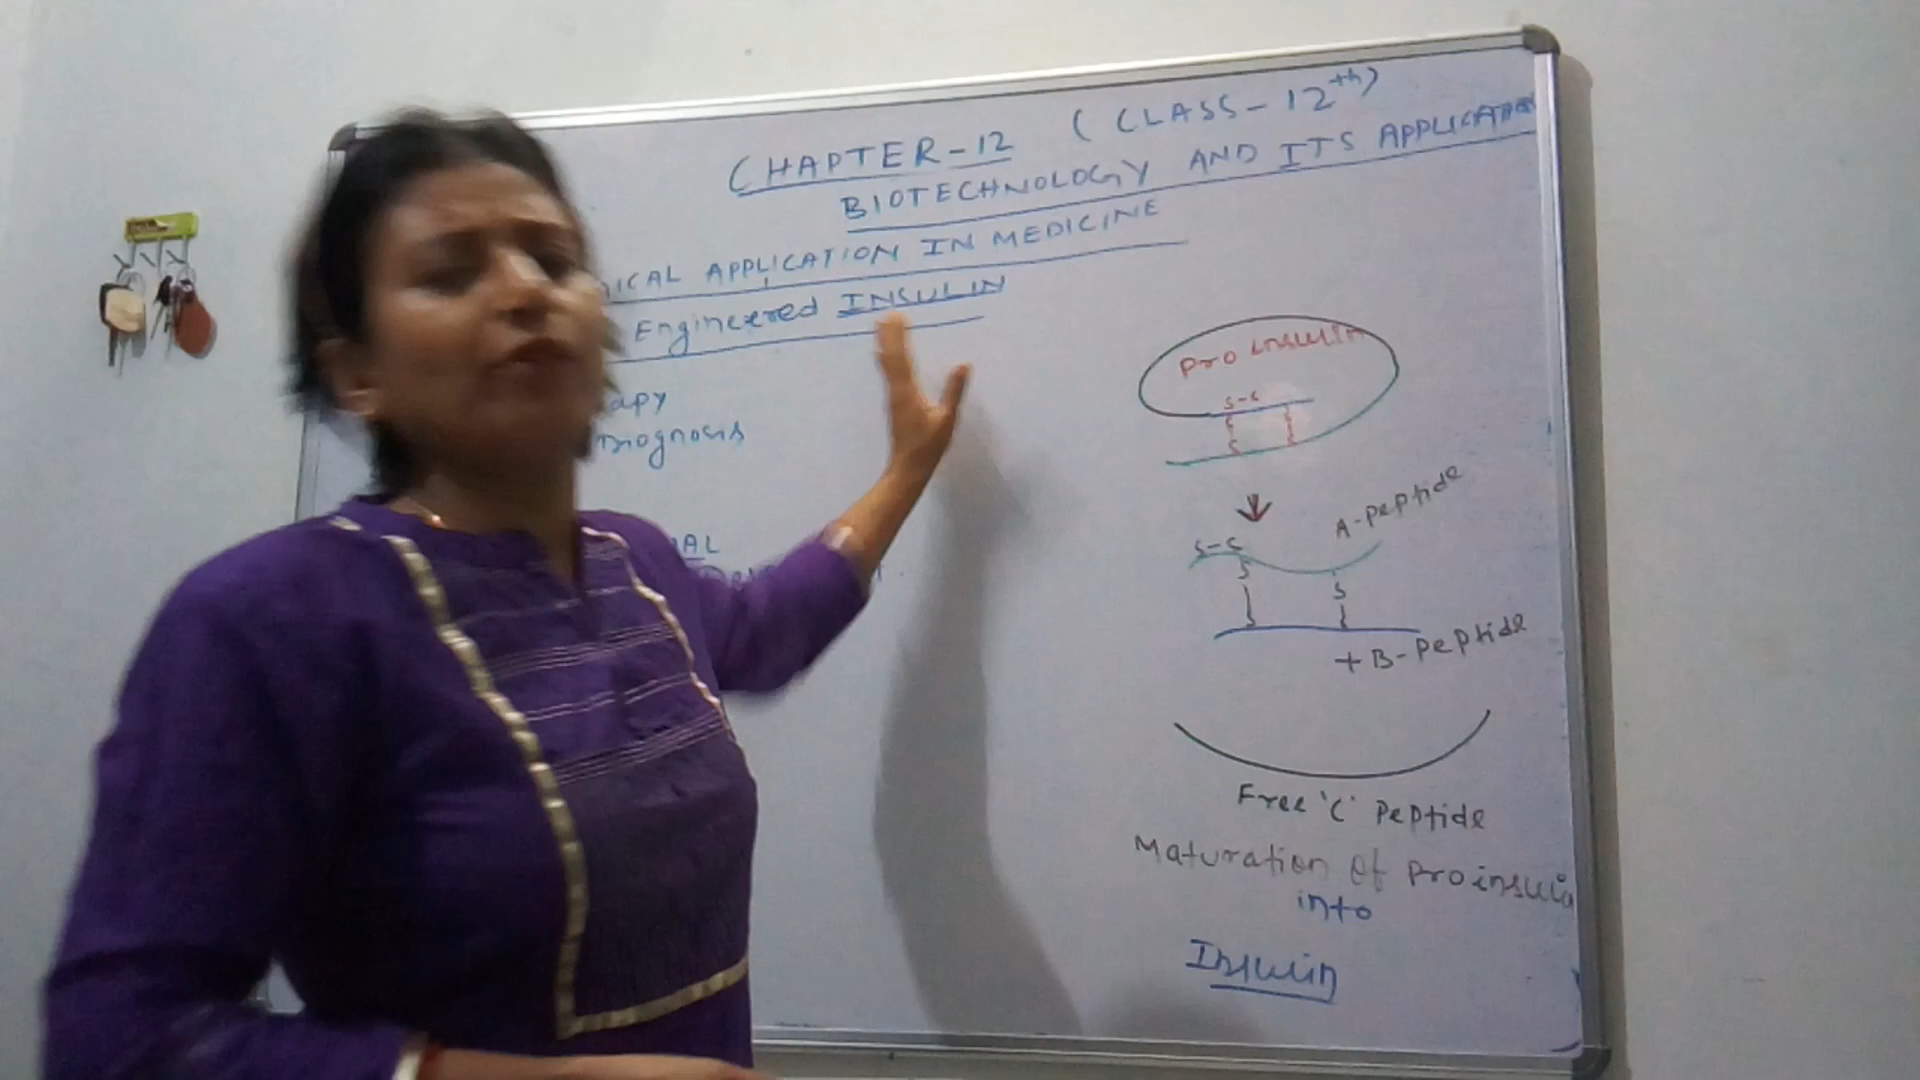 CHAPTER-12 (CLASS-12th)
BIOTECHNOLOGY AND ITS APPLICATION
ICAL APPLICATION IN MEDICINE
Engineered INSULIN
apy
Diognosis
AL
Pro insulin
S-S
S S
S S
A-Peptide
S-S
S S
S S
+ B-Peptide
Free 'C' Peptide
Maturation of Proinsulin
into
Insulin